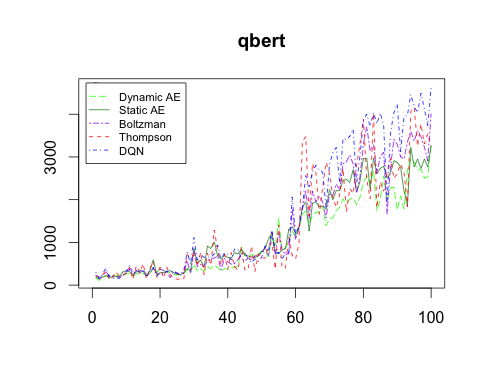 qbert
Dynamic AE
Static AE
Boltzman
Thompson
DQN
3000
1000
0
0 20 40 60 80 100